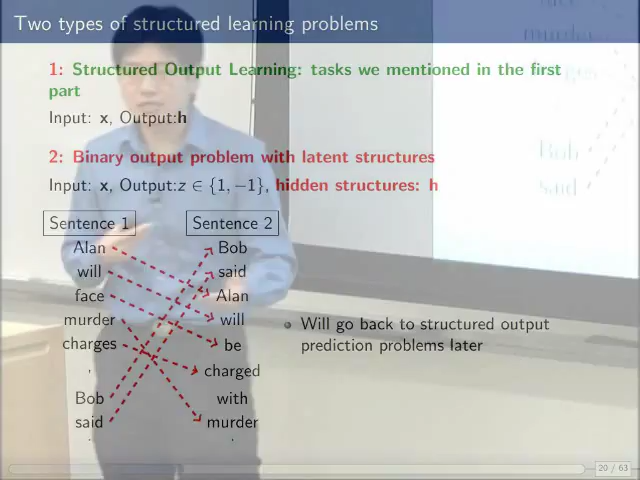 Two types of structured learning problems
1: Structured Output Learning: tasks we mentioned in the first
part
Input: x, Output:h
2: Binary output problem with latent structures
Input: x, Output:z ∈ {1, −1}, hidden structures: h
Sentence 1 Sentence 2
Alan Bob
will said
face Alan
murder will
charges be
, charged
Bob with
said murder
. .
Will go back to structured output
prediction problems later
murder
Bob
said
20 / 63